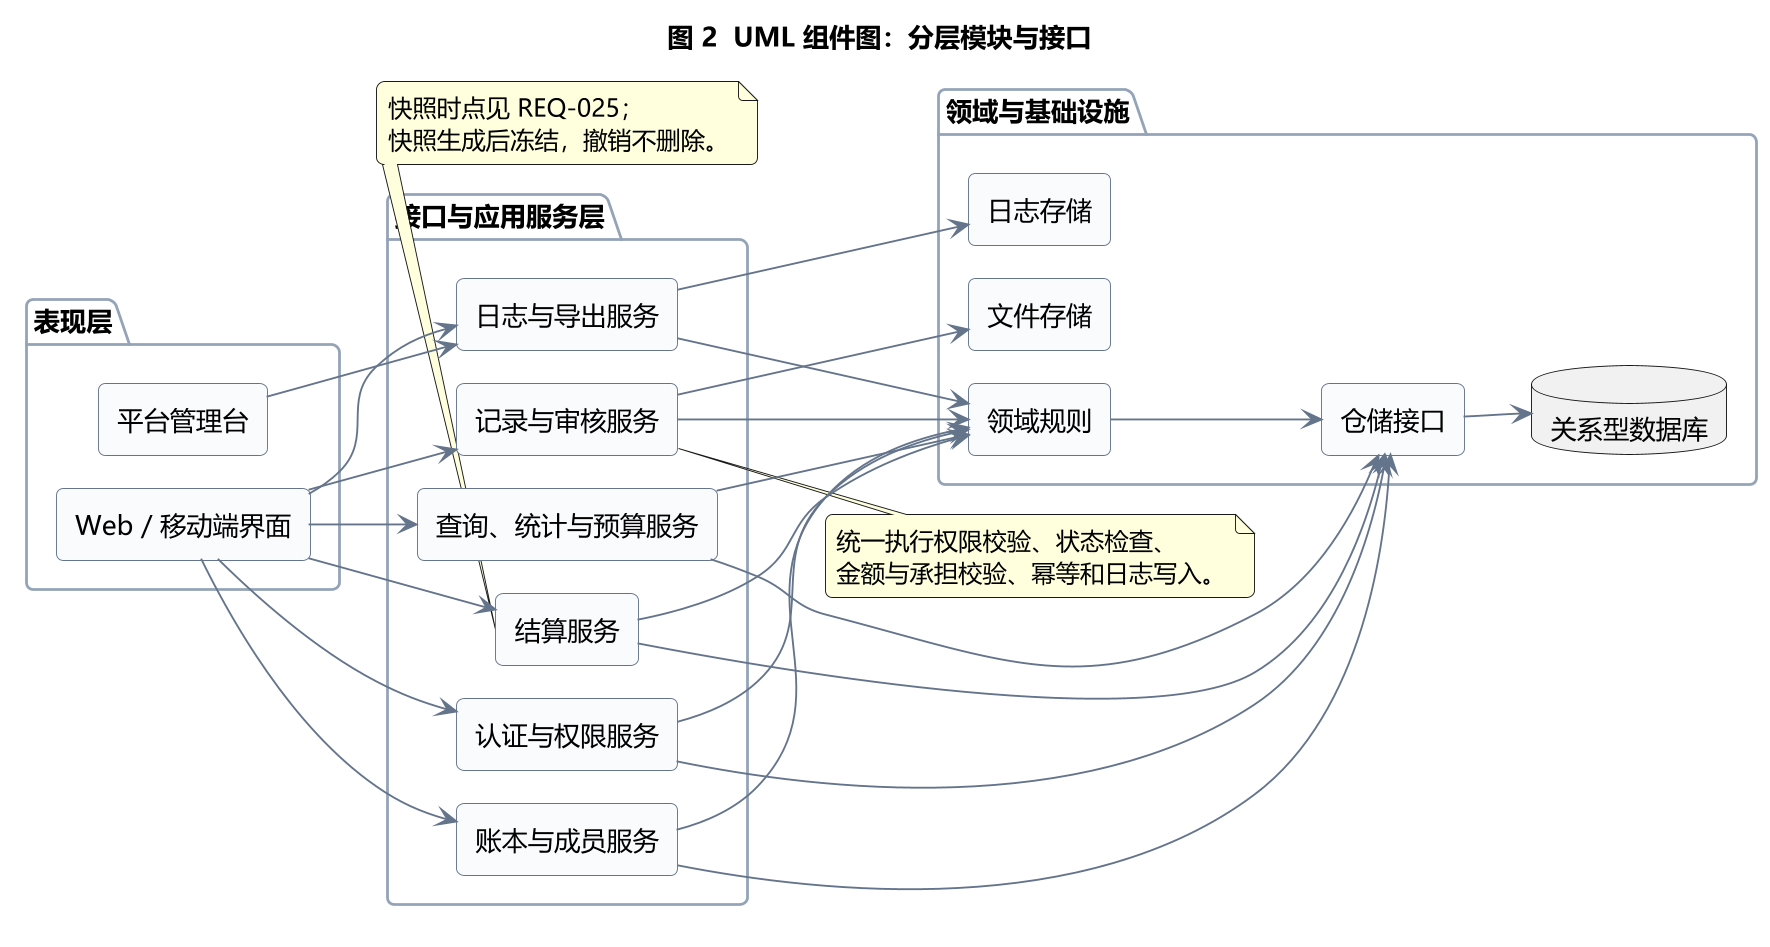 图 2 UML 组件图：分层模块与接口
快照时点见 REQ-025；
快照生成后冻结，撤销不删除。
表现层
平台管理台
Web / 移动端界面
接口与应用服务层
日志与导出服务
记录与审核服务
查询、统计与预算服务
结算服务
认证与权限服务
账本与成员服务
领域与基础设施
日志存储
文件存储
领域规则
仓储接口
关系型数据库
统一执行权限校验、状态检查、
金额与承担校验、幂等和日志写入。